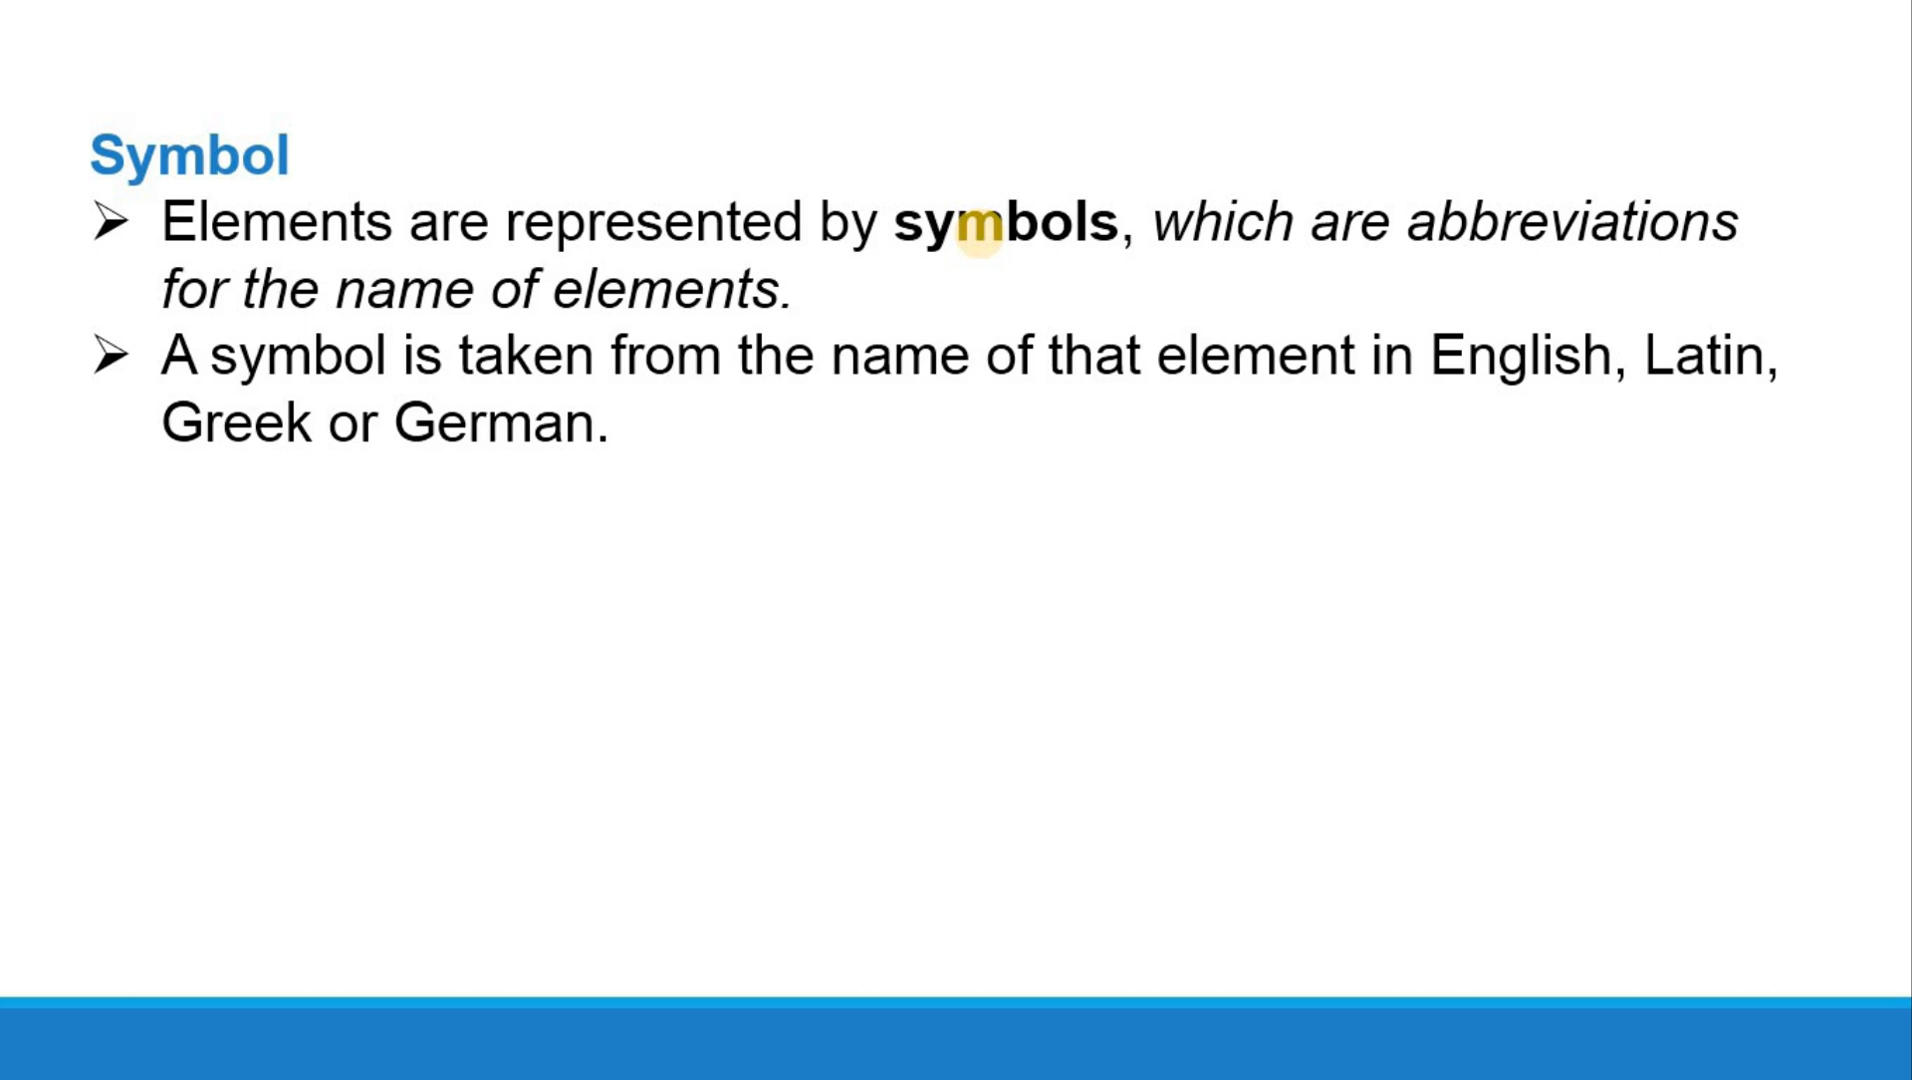 Symbol
➢ Elements are represented by symbols, which are abbreviations
for the name of elements.
➢ A symbol is taken from the name of that element in English, Latin,
Greek or German.